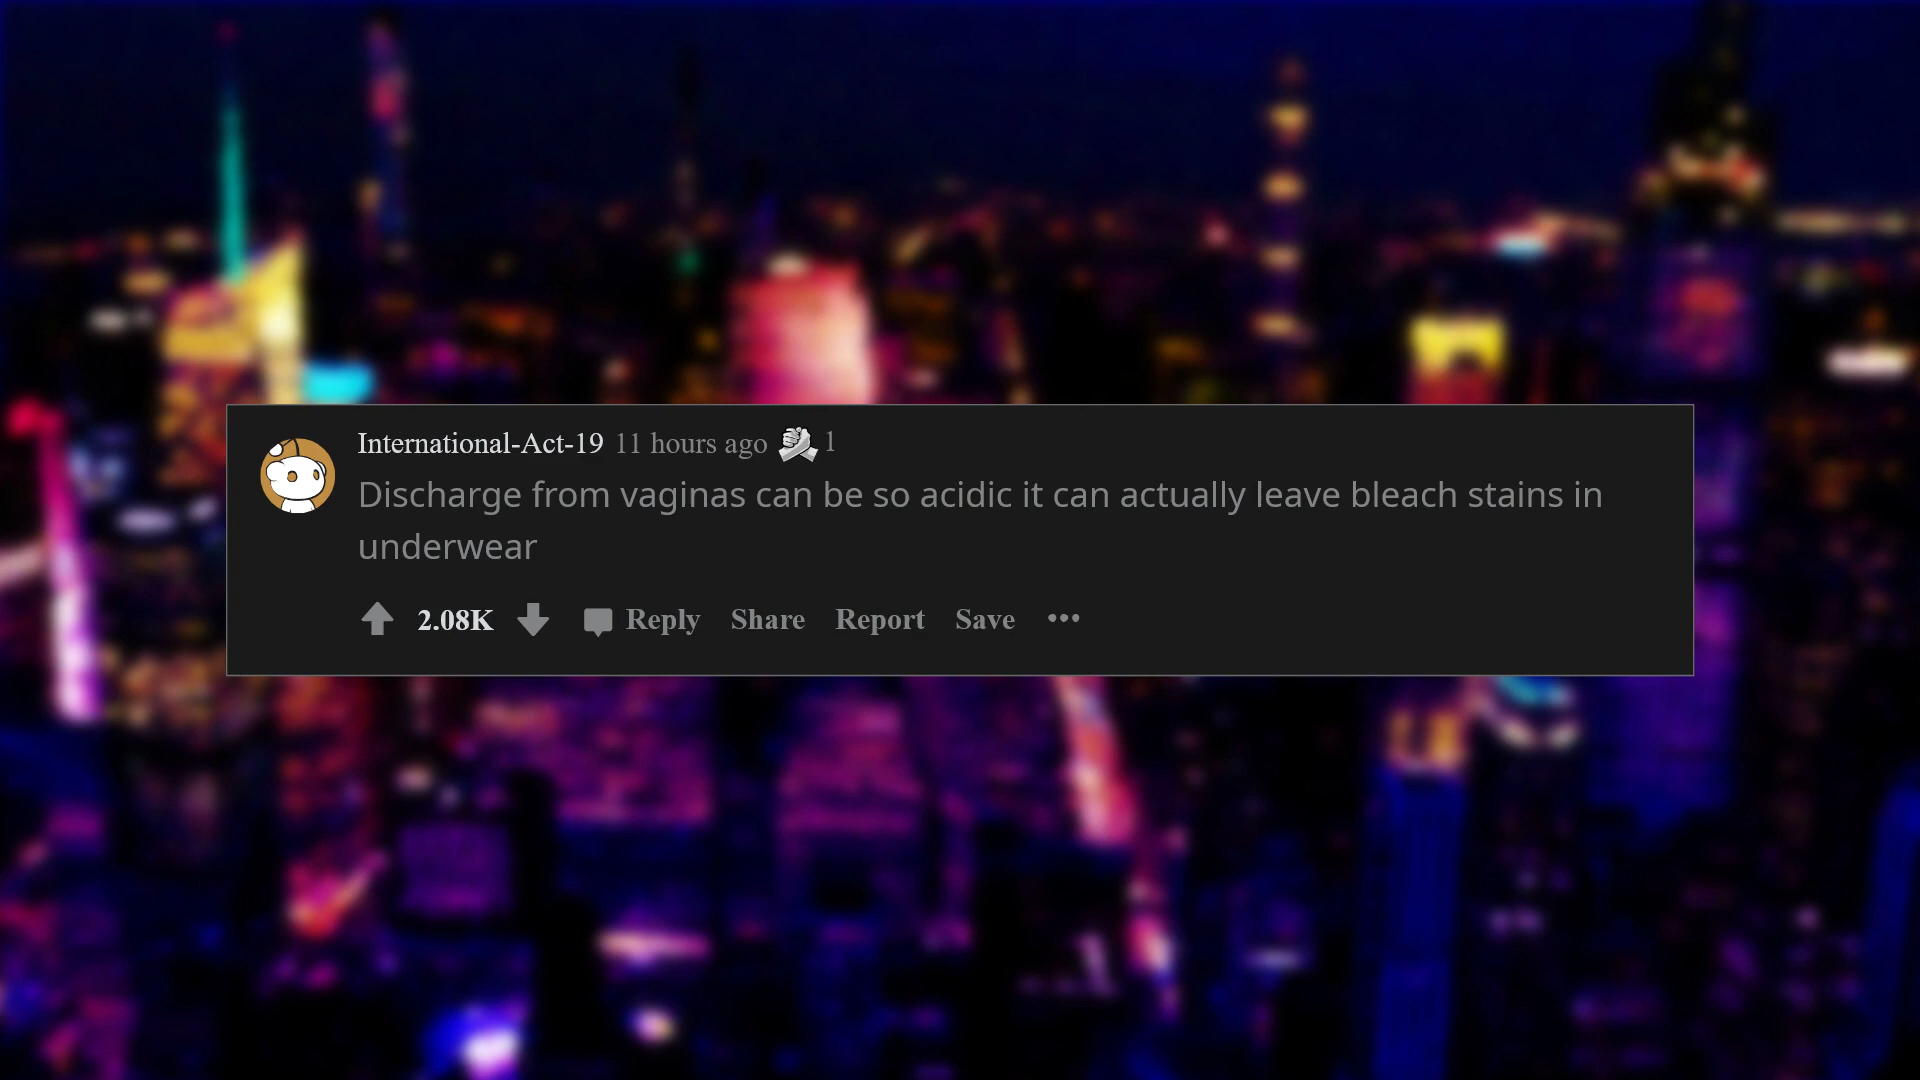 International-Act-19 11 hours ago 1
Discharge from vaginas can be so acidic it can actually leave bleach stains in
underwear
2.08K Reply Share Report Save •••